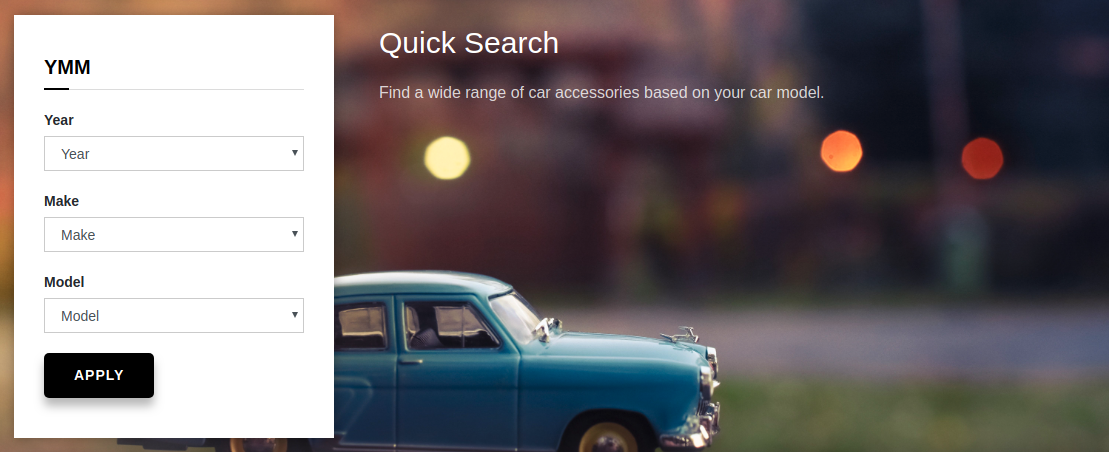 YMM
Year
Year
Make
Make
Model
Model
APPLY
Quick Search
Find a wide range of car accessories based on your car model.